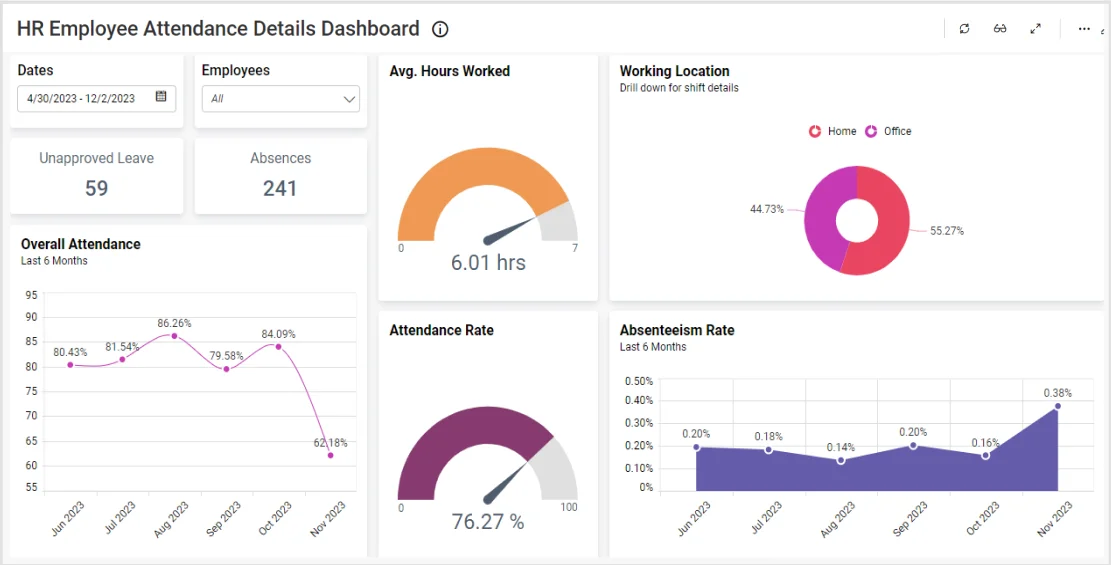 HR Employee Attendance Details Dashboard
Dates
4/30/2023 - 12/2/2023
Employees
All
Unapproved Leave
59
Absences
241
Avg. Hours Worked
0
7
6.01 hrs
Working Location
Drill down for shift details
Home
Office
44.73%
55.27%
Overall Attendance
Last 6 Months
95
90
85
80
75
70
65
60
55
80.43%
81.54%
86.26%
79.58%
84.09%
62.18%
Jun 2023
Jul 2023
Aug 2023
Sep 2023
Oct 2023
Nov 2023
Attendance Rate
0
100
76.27 %
Absenteeism Rate
Last 6 Months
0.50%
0.40%
0.30%
0.20%
0.10%
0%
0.20%
0.18%
0.14%
0.20%
0.16%
0.38%
Jun 2023
Jul 2023
Aug 2023
Sep 2023
Oct 2023
Nov 2023